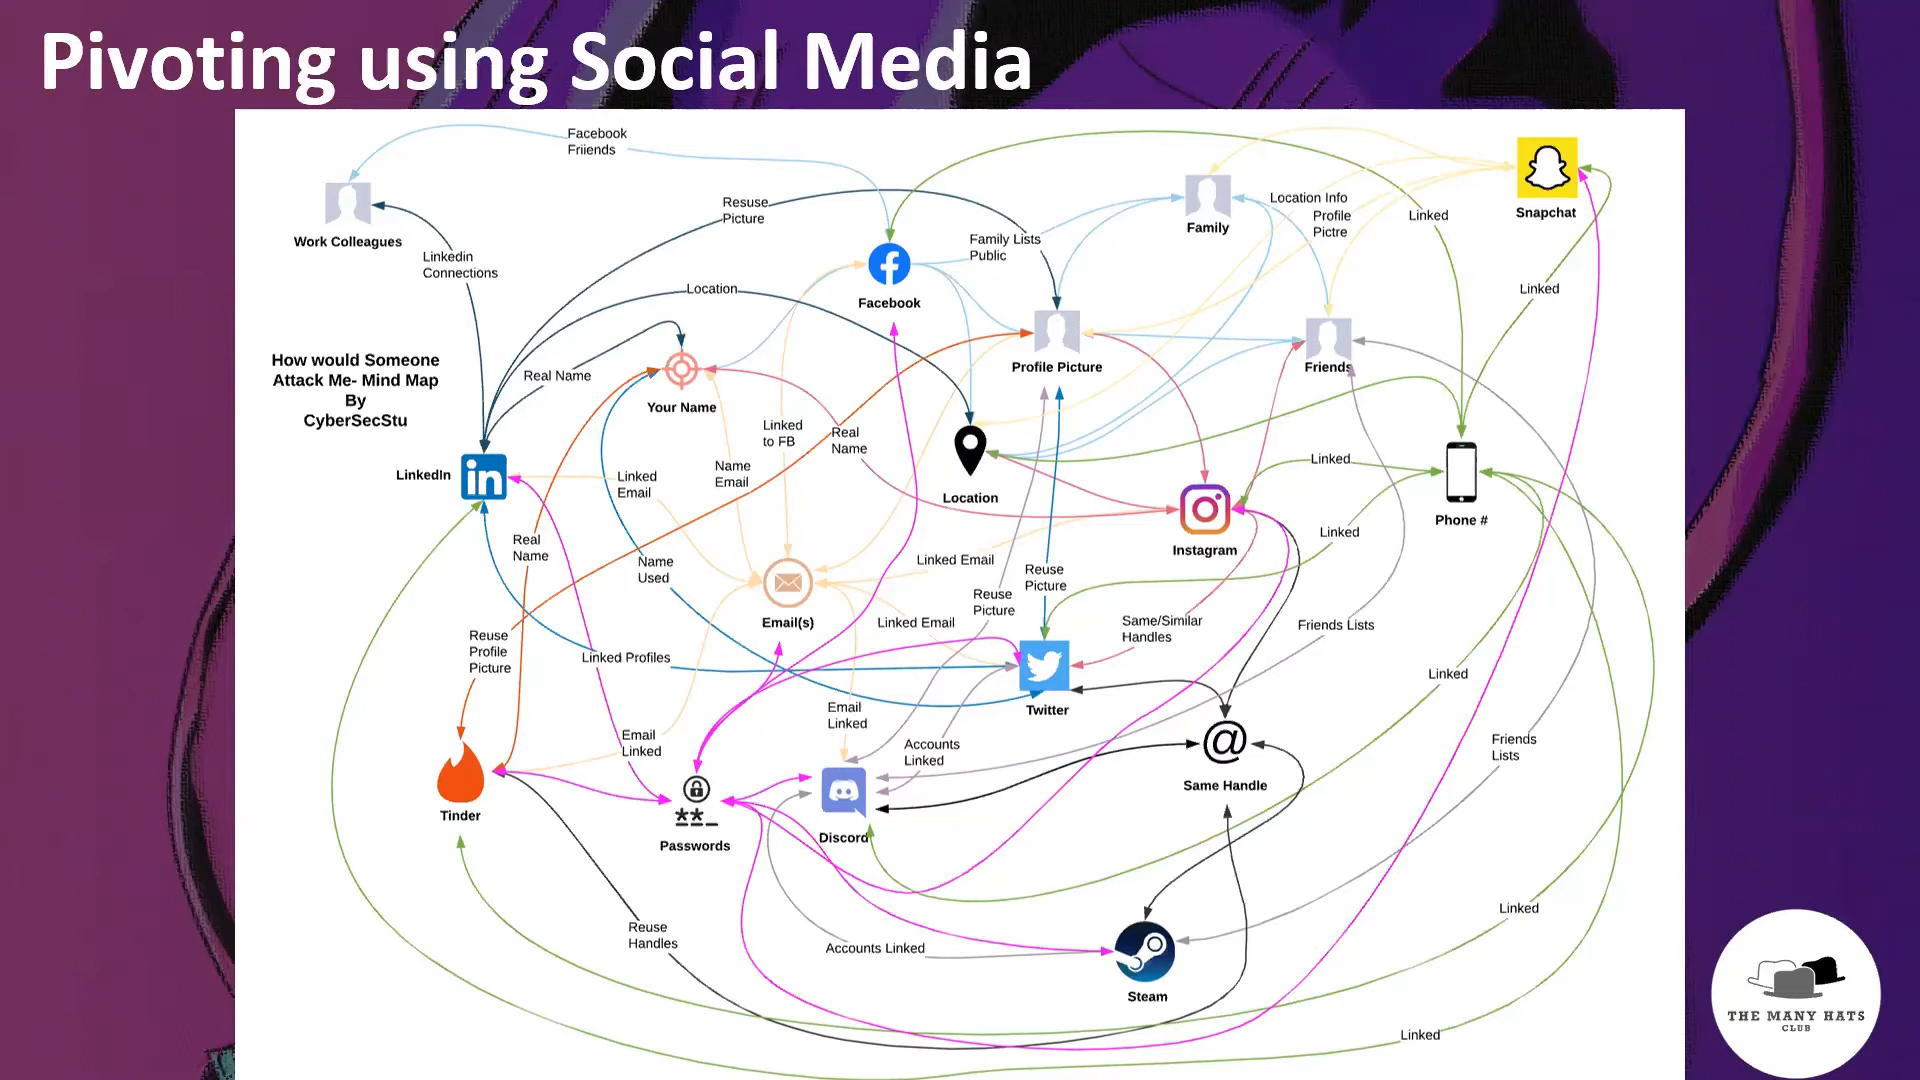 Pivoting using Social Media
Facebook
Friiends
Work Colleagues
Linkedin
Connections
Resuse
Picture
Facebook
Family Lists
Public
Family
Location Info
Profile
Pictre
Linked
Snapchat
Linked
Location
How would Someone
Attack Me- Mind Map
By
CyberSecStu
Real Name
Your Name
Profile Picture
Friends
Linked
to FB
Real
Name
Name
Email
Linked
Email
LinkedIn
in
Location
Linked
Phone #
Linked
Instagram
Real
Name
Name
Used
Linked Email
Reuse
Picture
Reuse
Picture
Email(s)
Linked Email
Same/Similar
Handles
Friends Lists
Reuse
Profile
Picture
Linked Profiles
Linked
Twitter
Email
Linked
Email
Linked
Accounts
Linked
@
Same Handle
Friends
Lists
Tinder
**_
Passwords
Discord
Reuse
Handles
Accounts Linked
Steam
Linked
Linked
THE MANY HATS
CLUB